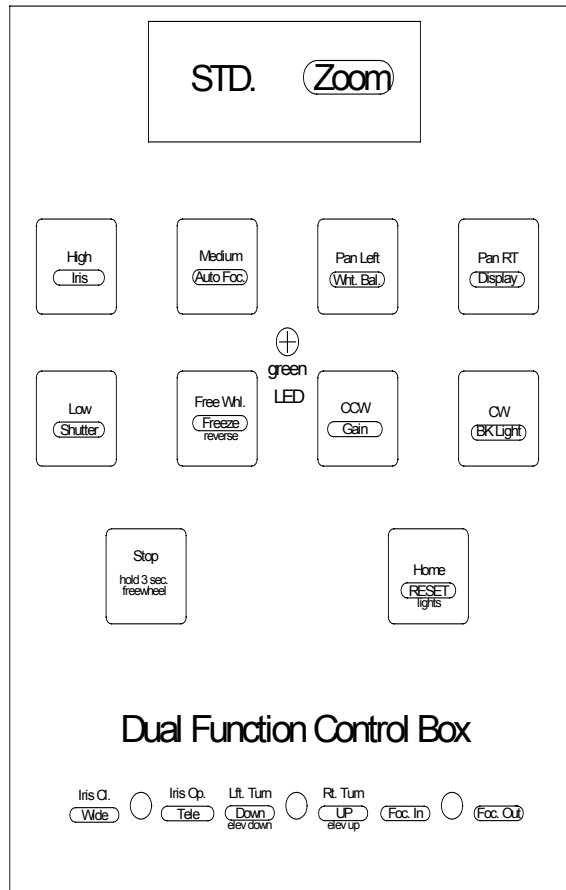 STD. Zoom
High Medium Pan Left Pan RT
Iris Auto Foc. Wht. Bal. Display
green
LED
Low Free Whl. CCW CW
Shutter Freeze Gain BK Light
reverse
Stop Home
hold 3 sec. RESET
freewheel lights
Dual Function Control Box
Iris Cl. Iris Op. Lft. Turn Rt. Turn
Wide Tele Down UP Foc. In Foc. Out
elev down elev up